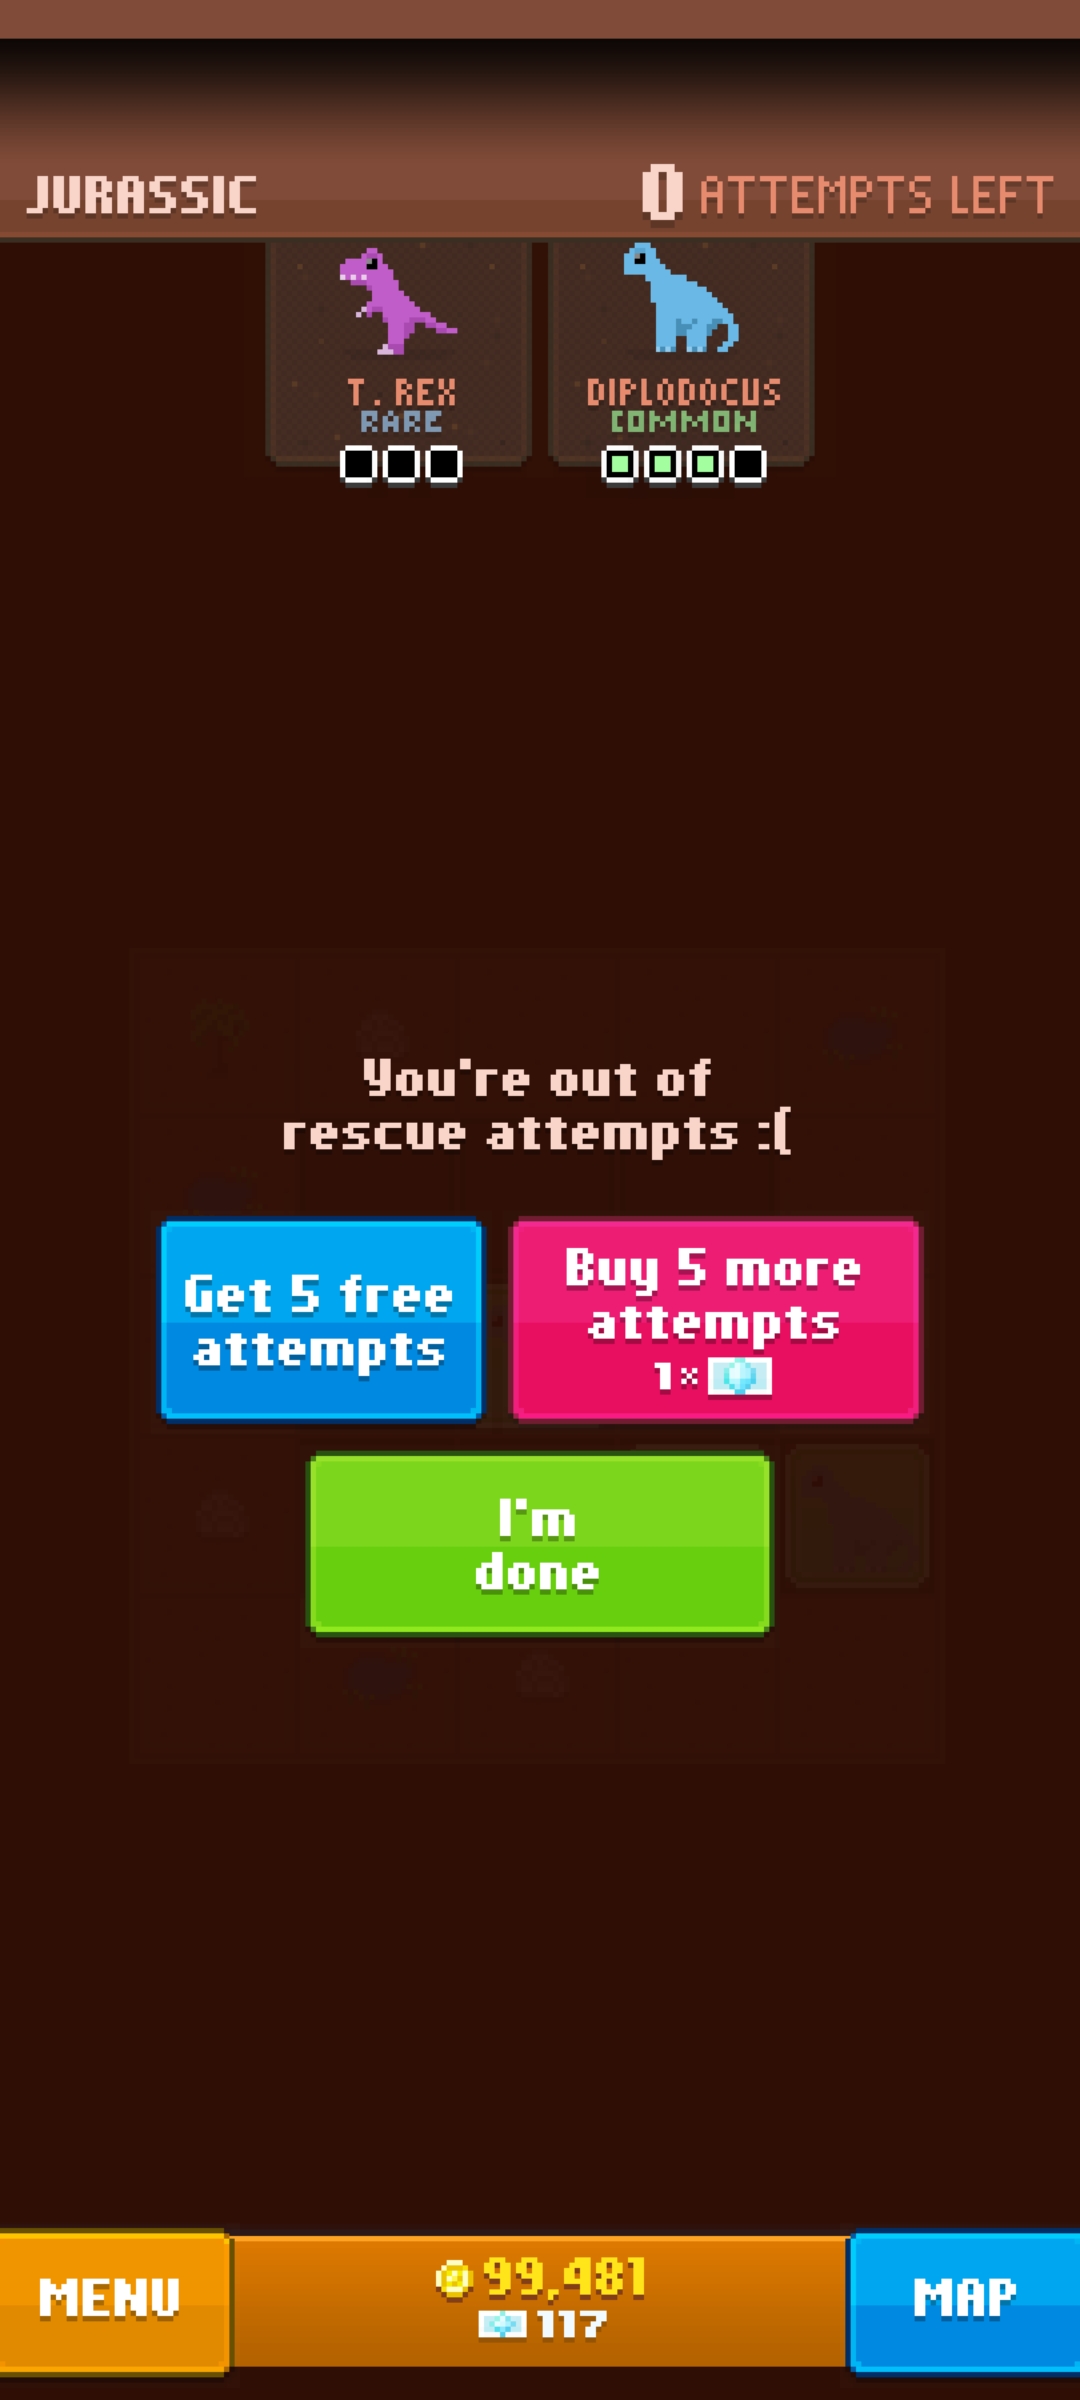 JURASSIC
0 ATTEMPTS LEFT
T. REX
RARE
DIPLODOCUS
COMMON
You're out of
rescue attempts :(
Get 5 free
attempts
Buy 5 more
attempts
1×
I'm
done
MENU
99,481
117
MAP